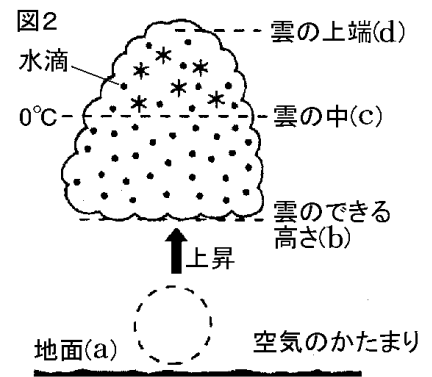 図2
雲の上端(d)
水滴
0℃
雲の中(c)
雲のできる
高さ(b)
上昇
地面(a)
空気のかたまり